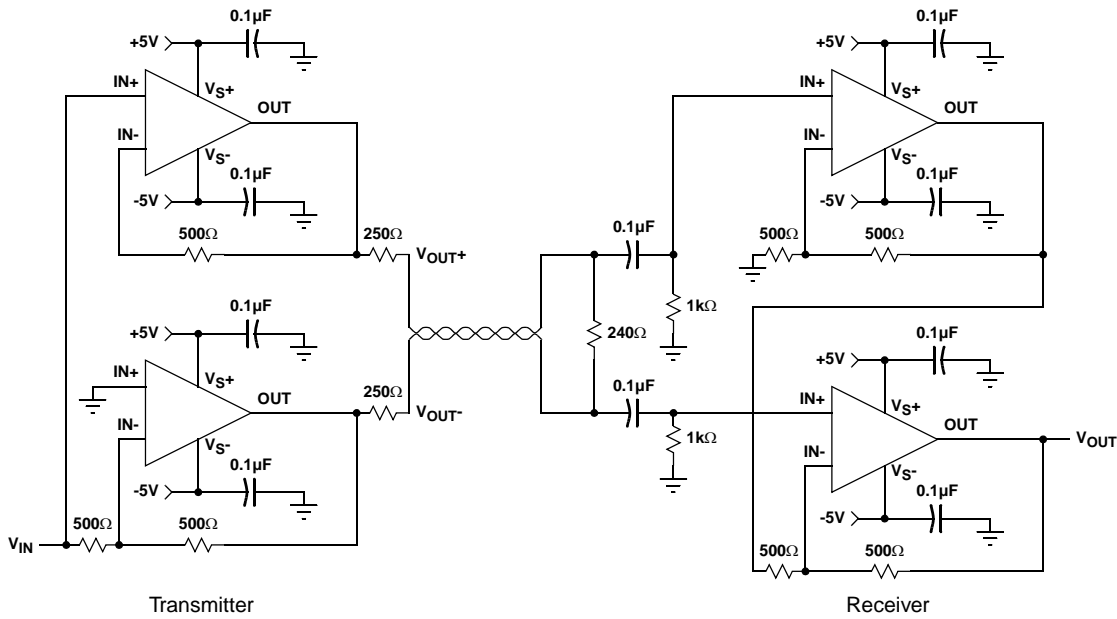 0.1µF
+5V
IN+
VS+
OUT
IN-
VS-
0.1µF
-5V
500Ω
250Ω
VOUT+
0.1µF
+5V
IN+
VS+
OUT
250Ω
VOUT-
IN-
VS-
0.1µF
-5V
500Ω
500Ω
VIN
Transmitter
0.1µF
1kΩ
240Ω
0.1µF
1kΩ
0.1µF
+5V
IN+
VS+
OUT
IN-
VS-
0.1µF
-5V
500Ω
500Ω
0.1µF
+5V
IN+
VS+
OUT
VOUT
IN-
VS-
0.1µF
-5V
500Ω
500Ω
Receiver